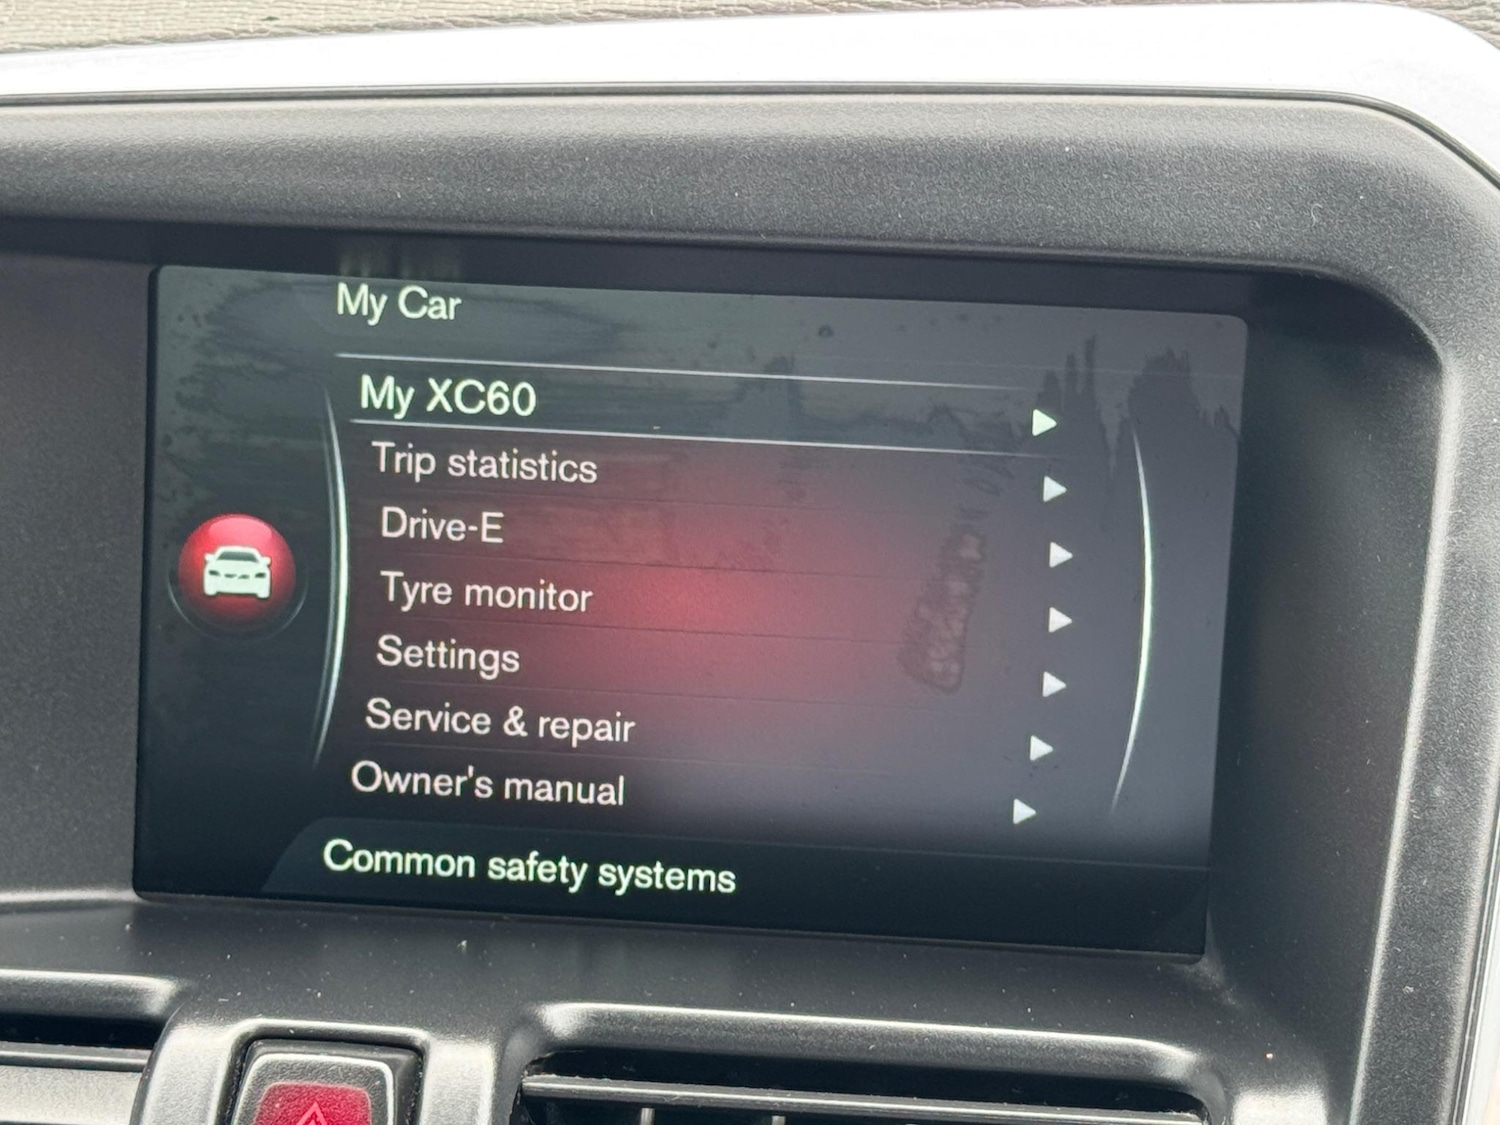 My Car
My XC60
Trip statistics
Drive-E
Tyre monitor
Settings
Service & repair
Owner's manual
Common safety systems